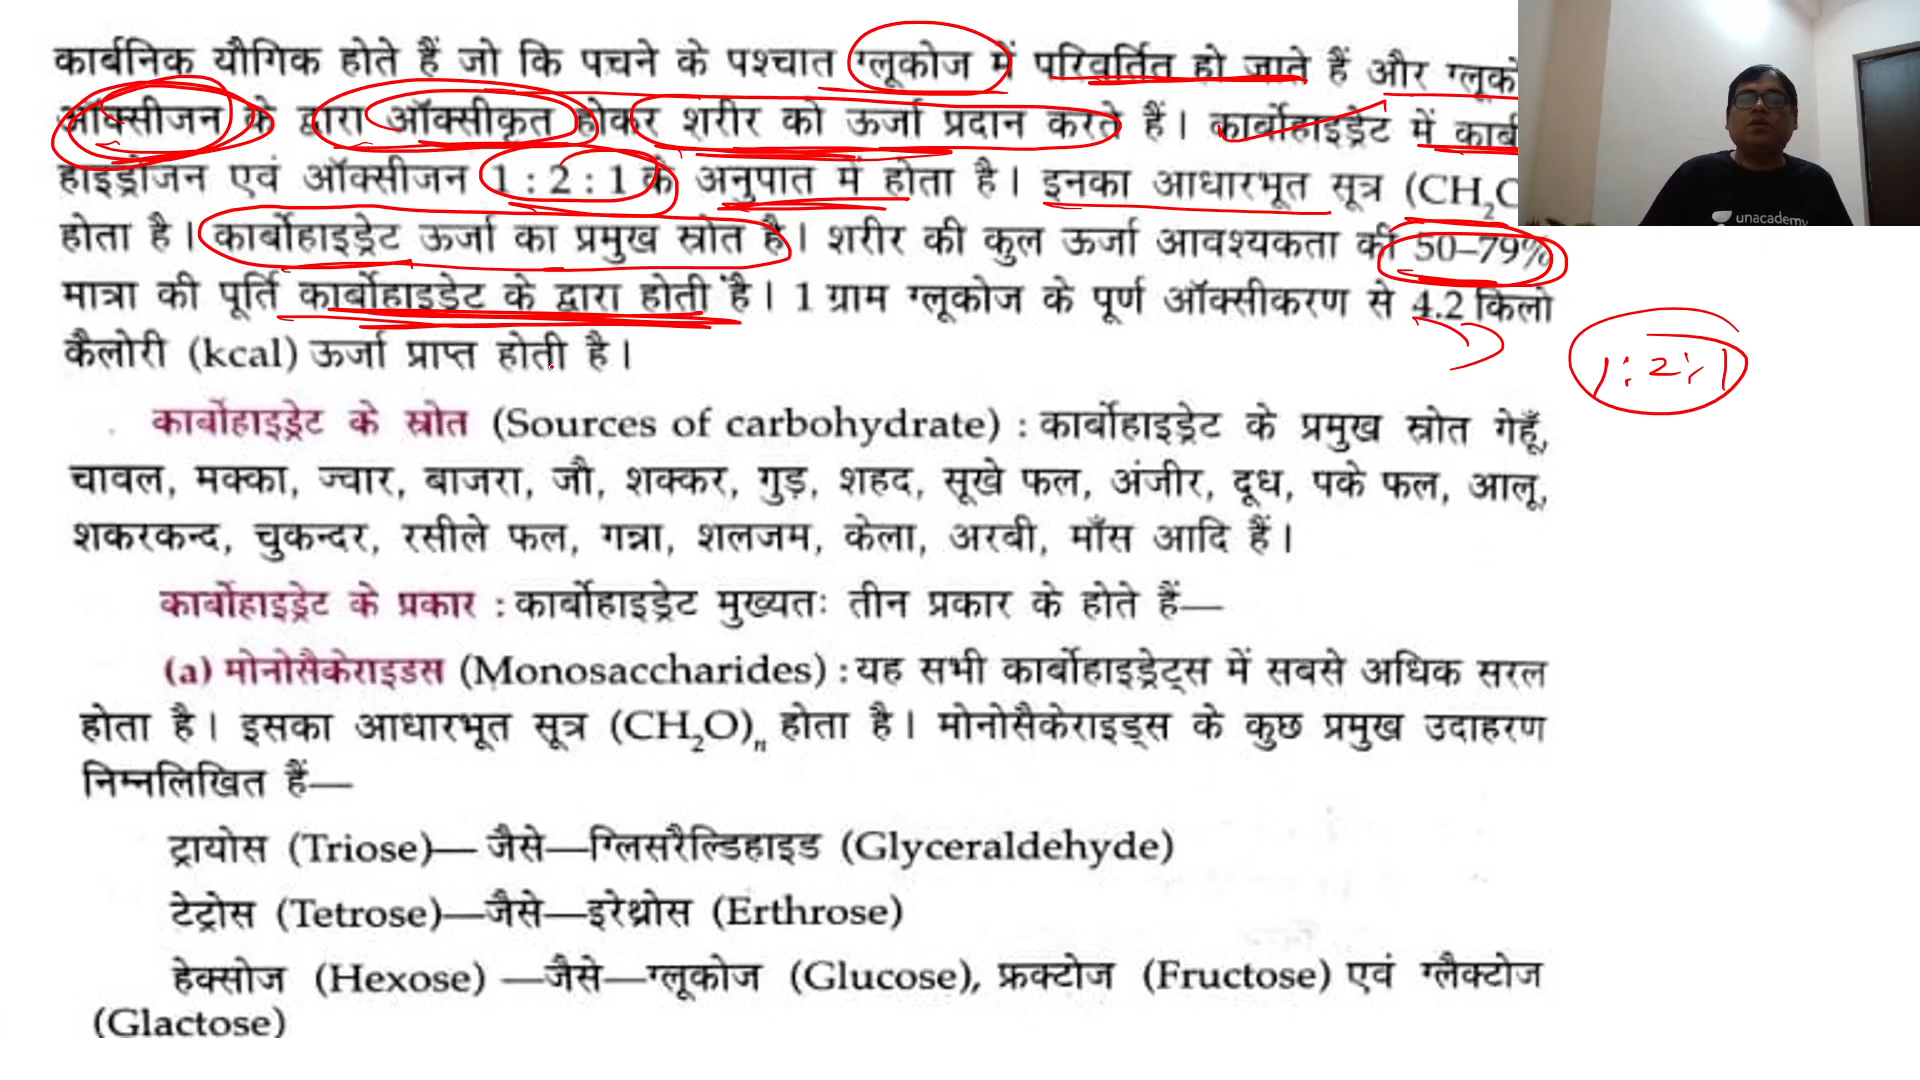 कार्बनिक यौगिक होते हैं जो कि पचने के पश्चात ग्लूकोज में परिवर्तित हो जाते हैं और
ऑक्सीजन के द्वारा ऑक्सीकृत होकर शरीर को ऊर्जा प्रदान करते हैं। कार्बोहाइड्रेट में
हाइड्रोजन एवं ऑक्सीजन 1 : 2 : 1 के अनुपात में होता है। इनका आधारभूत सूत्र (CH₂O
होता है। कार्बोहाइड्रेट ऊर्जा का प्रमुख स्रोत है। शरीर की कुल ऊर्जा आवश्यकता की 50–79%
मात्रा की पूर्ति कार्बोहाइडेट के द्वारा होती है। 1 ग्राम ग्लूकोज के पूर्ण ऑक्सीकरण से 4.2 किलो
कैलोरी (kcal) ऊर्जा प्राप्त होती है।
कार्बोहाइड्रेट के स्रोत (Sources of carbohydrate) : कार्बोहाइड्रेट के प्रमुख स्रोत गेहूँ,
चावल, मक्का, ज्वार, बाजरा, जौ, शक्कर, गुड़, शहद, सूखे फल, अंजीर, दूध, पके फल, आलू,
शकरकन्द, चुकन्दर, रसीले फल, गन्ना, शलजम, केला, अरबी, माँस आदि हैं।
कार्बोहाइड्रेट के प्रकार : कार्बोहाइड्रेट मुख्यतः तीन प्रकार के होते हैं—
(a) मोनोसैकेराइडस (Monosaccharides) : यह सभी कार्बोहाइड्रेट्स में सबसे अधिक सरल
होता है। इसका आधारभूत सूत्र (CH₂O)ₙ होता है। मोनोसैकेराइड्स के कुछ प्रमुख उदाहरण
निम्नलिखित हैं—
ट्रायोस (Triose)— जैसे—ग्लिसरैल्डिहाइड (Glyceraldehyde)
टेट्रोस (Tetrose)—जैसे—इरेथ्रोस (Erthrose)
हेक्सोज (Hexose) —जैसे—ग्लूकोज (Glucose), फ्रक्टोज (Fructose) एवं ग्लैक्टोज
(Glactose)
1:2:1
unacademy